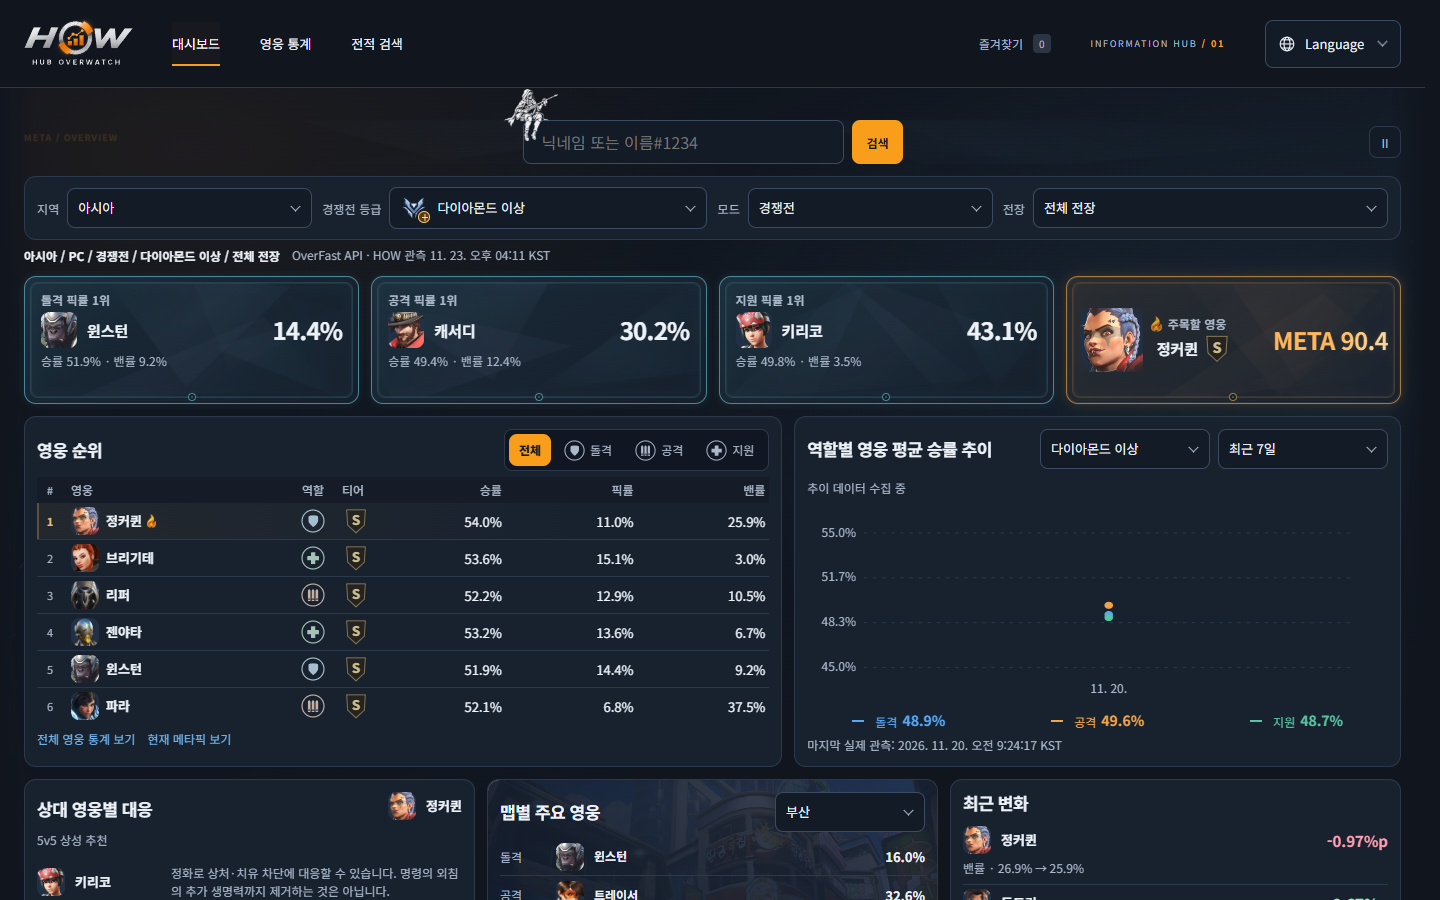 HOW
HUB OVERWATCH
대시보드
영웅 통계
전적 검색
즐겨찾기 0
INFORMATION HUB / 01
Language
META / OVERVIEW
닉네임 또는 이름#1234
검색
지역 아시아
경쟁전 등급 다이아몬드 이상
모드 경쟁전
전장 전체 전장
아시아 / PC / 경쟁전 / 다이아몬드 이상 / 전체 전장 OverFast API · HOW 관측 11. 23. 오후 04:11 KST
돌격 픽률 1위
윈스턴 14.4%
승률 51.9% · 밴률 9.2%
공격 픽률 1위
캐서디 30.2%
승률 49.4% · 밴률 12.4%
지원 픽률 1위
키리코 43.1%
승률 49.8% · 밴률 3.5%
주목할 영웅
정커퀸 S
META 90.4
영웅 순위
전체 돌격 공격 지원
# 영웅 역할 티어 승률 픽률 밴률
1 정커퀸 S 54.0% 11.0% 25.9%
2 브리기테 S 53.6% 15.1% 3.0%
3 리퍼 S 52.2% 12.9% 10.5%
4 젠야타 S 53.2% 13.6% 6.7%
5 윈스턴 S 51.9% 14.4% 9.2%
6 파라 S 52.1% 6.8% 37.5%
전체 영웅 통계 보기 현재 메타픽 보기
역할별 영웅 평균 승률 추이
다이아몬드 이상
최근 7일
추이 데이터 수집 중
55.0%
51.7%
48.3%
45.0%
11. 20.
돌격 48.9%
공격 49.6%
지원 48.7%
마지막 실제 관측: 2026. 11. 20. 오전 9:24:17 KST
상대 영웅별 대응
정커퀸
5v5 상성 추천
키리코
정화로 상처·치유 차단에 대응할 수 있습니다. 명령의 외침
의 추가 생명력까지 제거하는 것은 아닙니다.
맵별 주요 영웅
부산
돌격 윈스턴 16.0%
공격 트레이서 32.6%
최근 변화
정커퀸 -0.97%p
밴률 · 26.9% → 25.9%